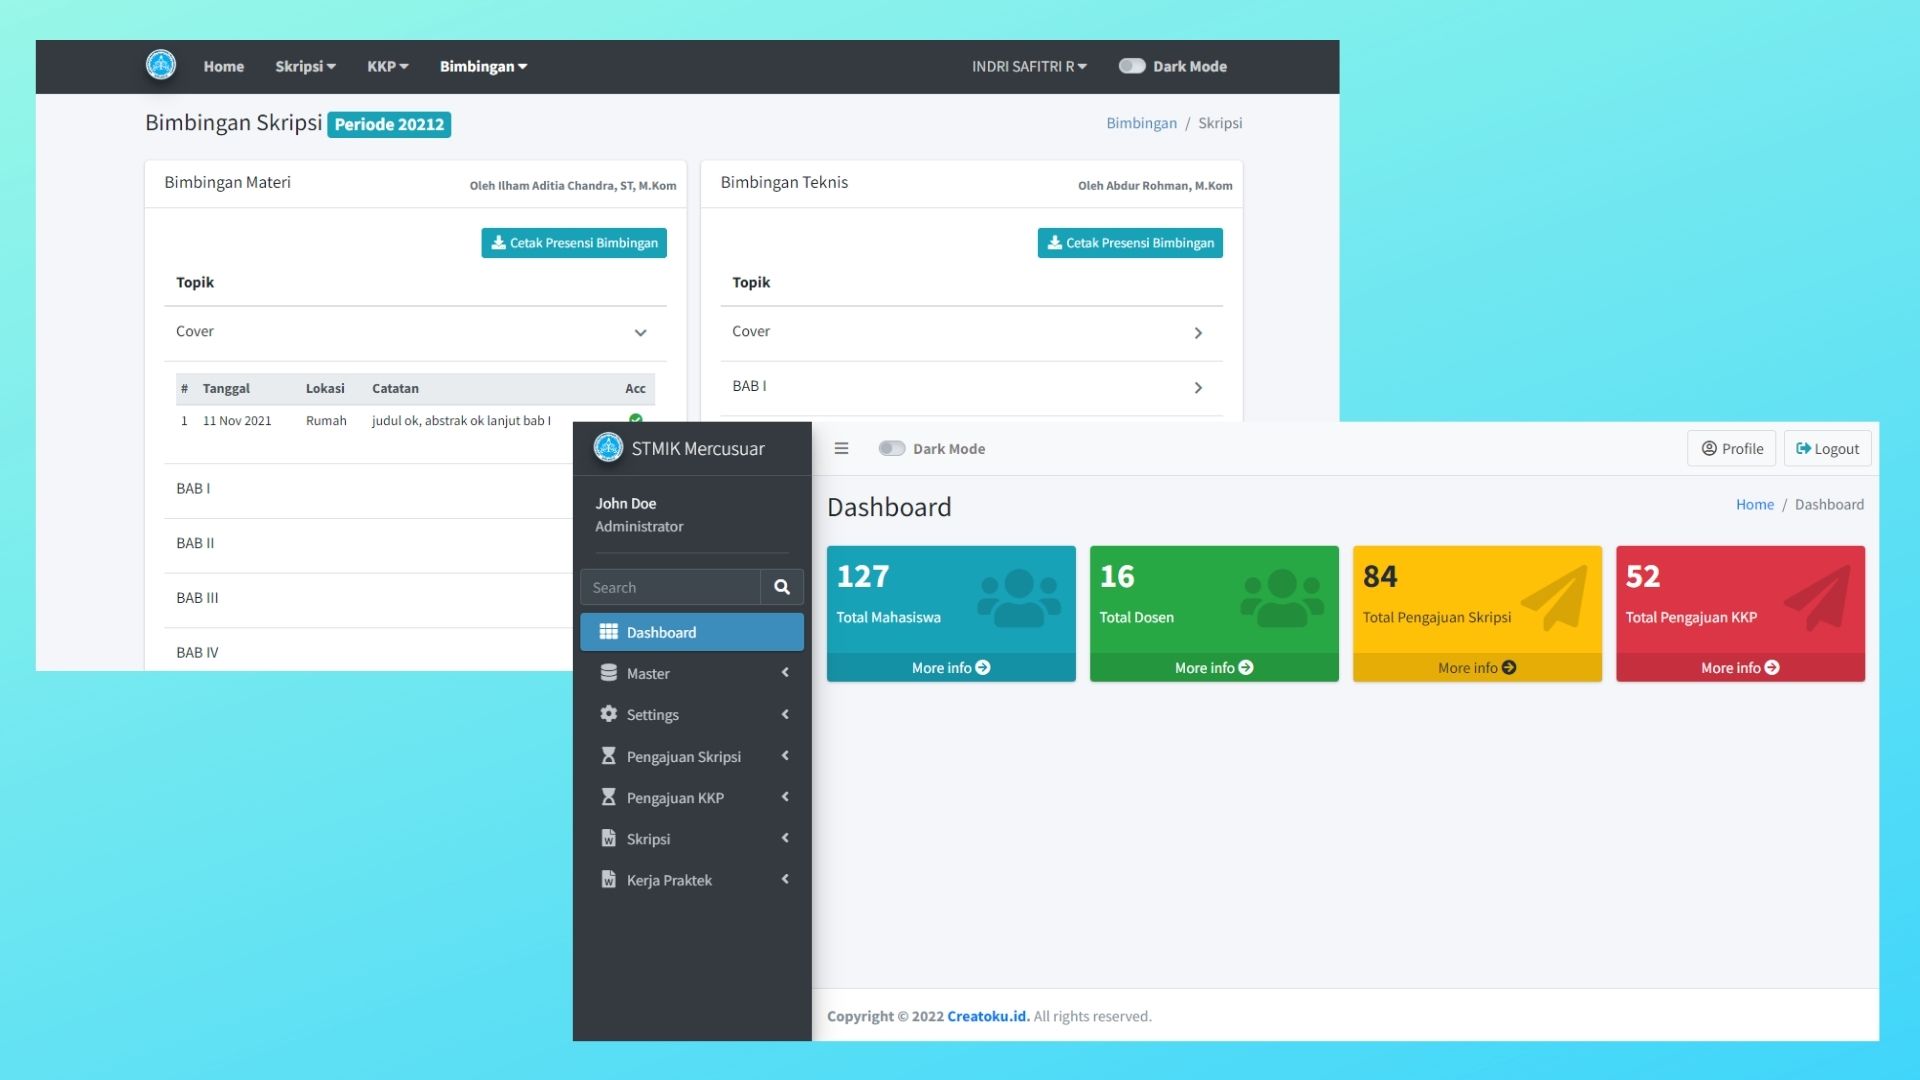 Home Skripsi KKP Bimbingan INDRI SAFITRI R Dark Mode
Bimbingan Skripsi Periode 20212 Bimbingan / Skripsi
Bimbingan Materi Oleh Ilham Aditia Chandra, ST, M.Kom
Cetak Presensi Bimbingan
Topik
Cover
# Tanggal Lokasi Catatan Acc
1 11 Nov 2021 Rumah judul ok, abstrak ok lanjut bab I
BAB I
BAB II
BAB III
BAB IV
Bimbingan Teknis Oleh Abdur Rohman, M.Kom
Cetak Presensi Bimbingan
Topik
Cover
BAB I
STMIK Mercusuar
John Doe
Administrator
Search
Dashboard
Master
Settings
Pengajuan Skripsi
Pengajuan KKP
Skripsi
Kerja Praktek
Dark Mode Profile Logout
Dashboard Home / Dashboard
127
Total Mahasiswa
More info
16
Total Dosen
More info
84
Total Pengajuan Skripsi
More info
52
Total Pengajuan KKP
More info
Copyright © 2022 Creatoku.id. All rights reserved.